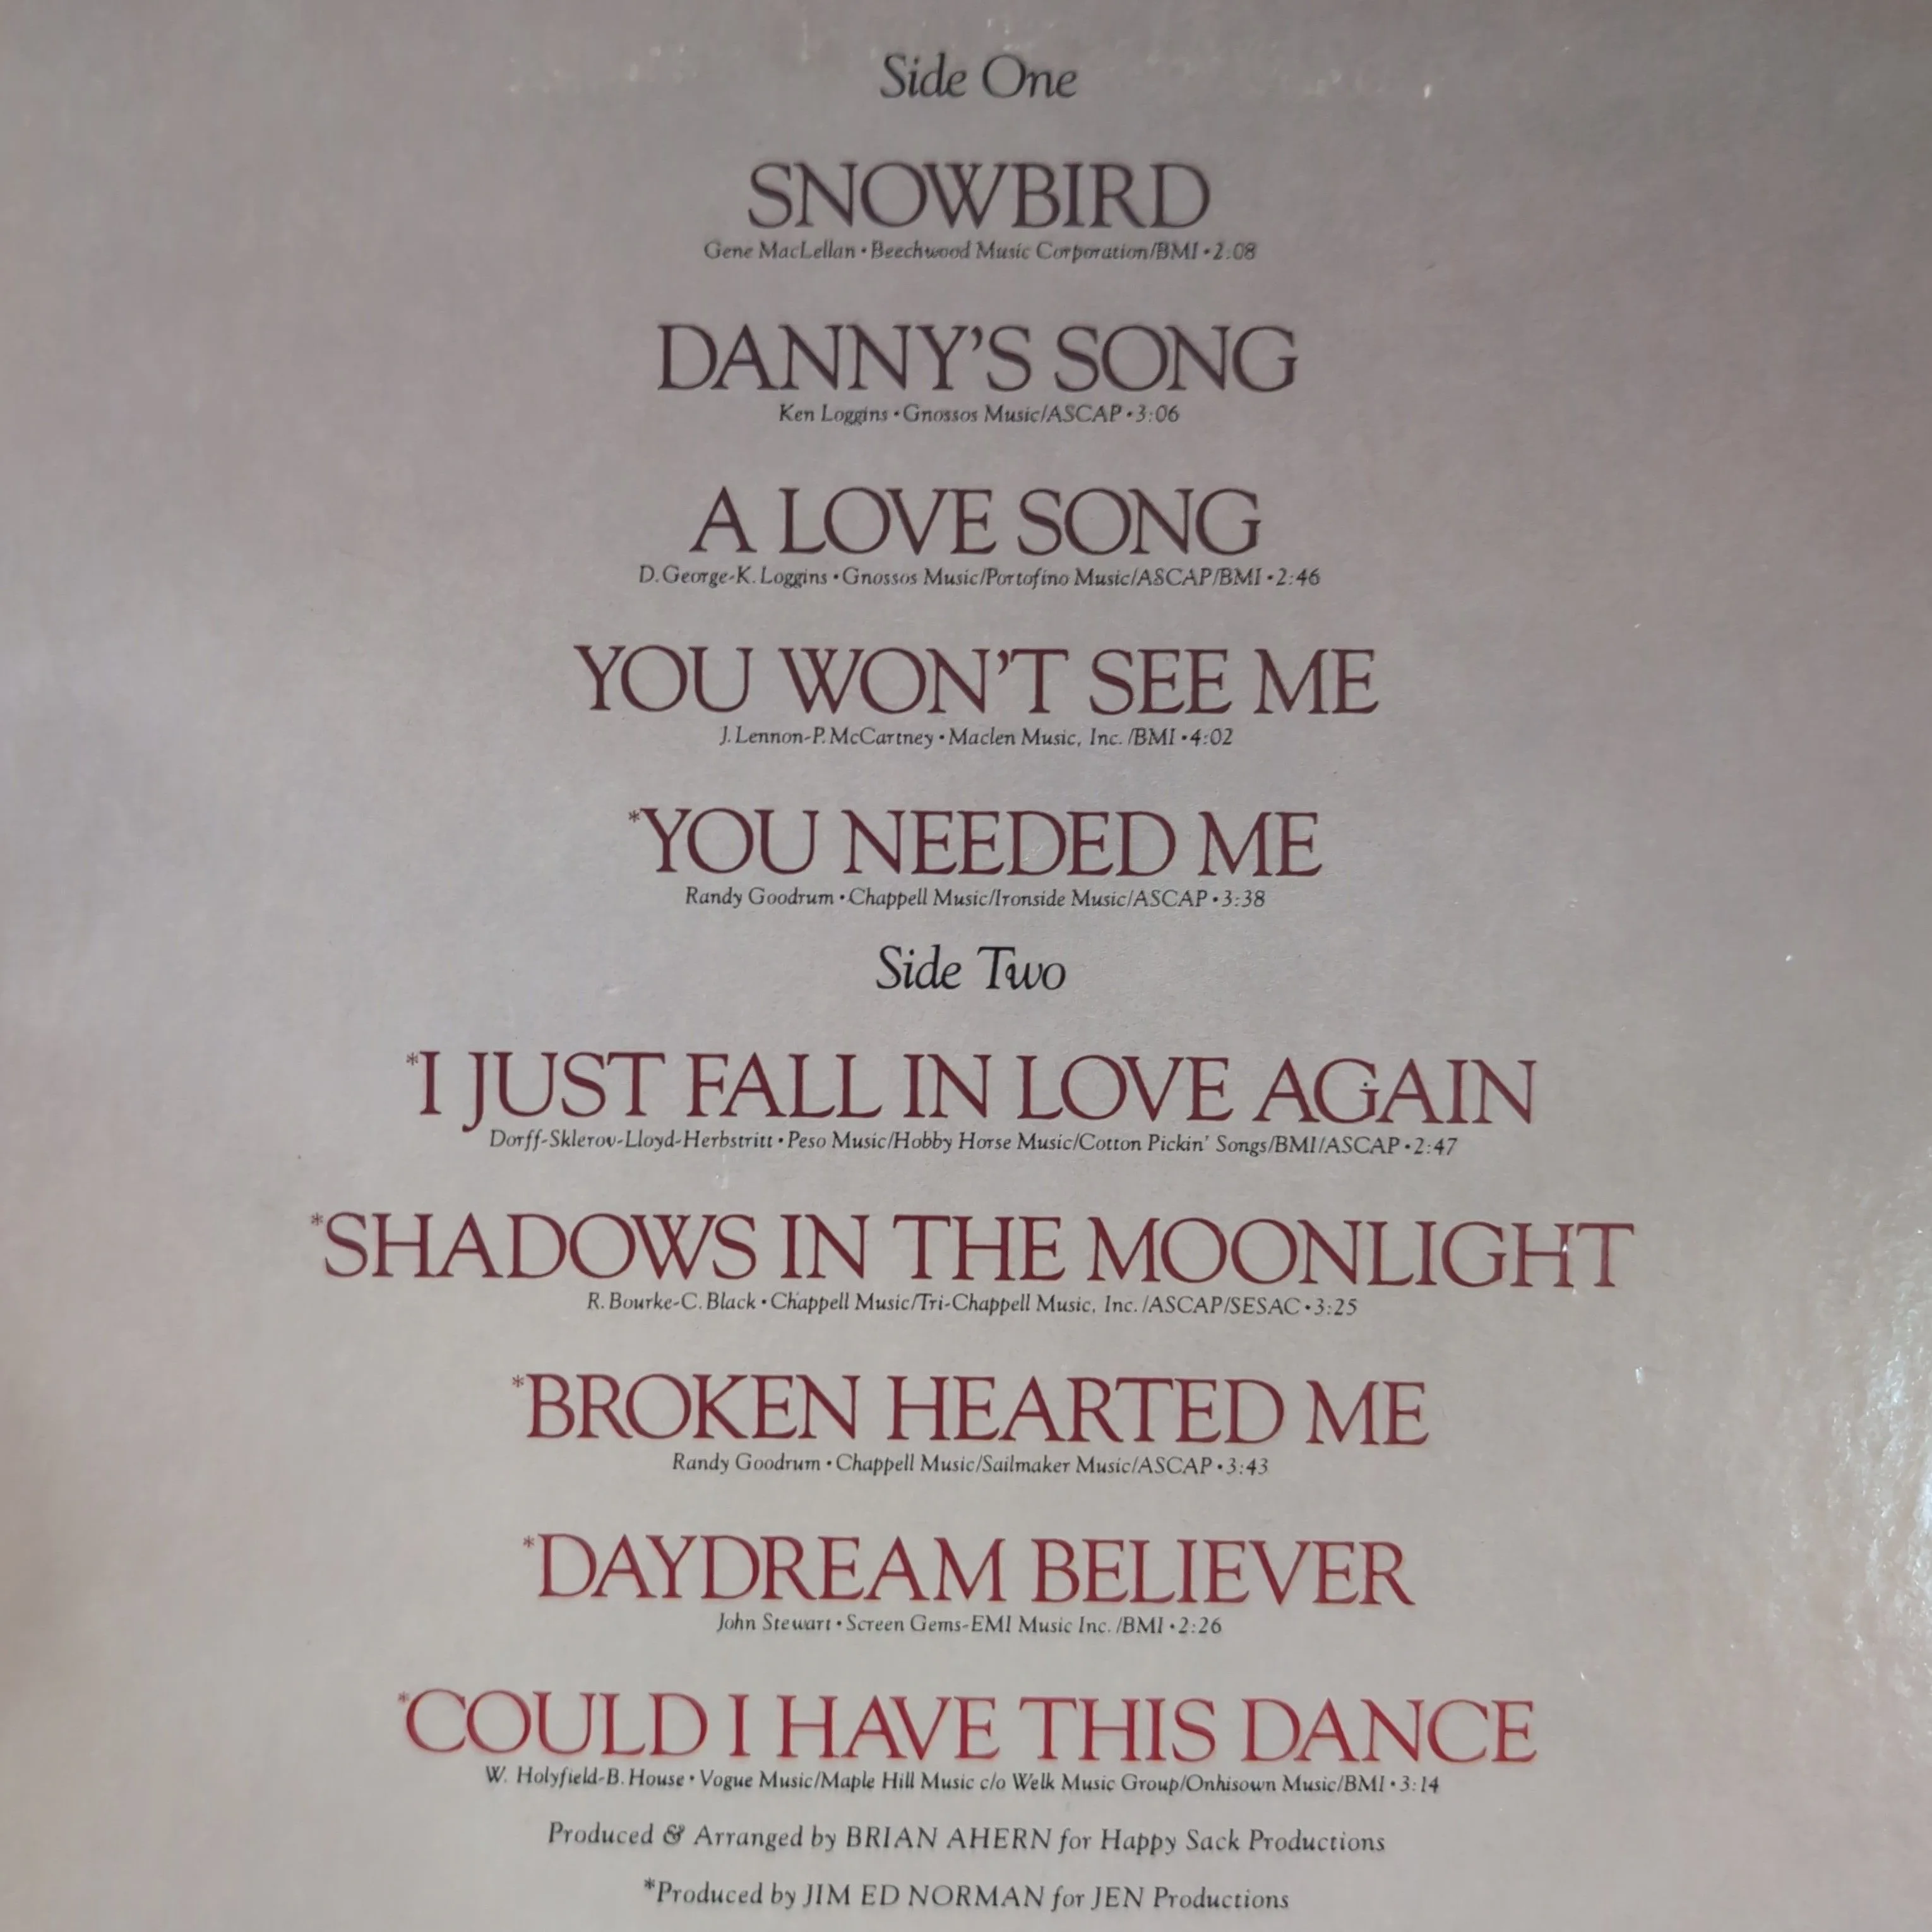 Side One
SNOWBIRD
Gene MacLellan • Beechwood Music Corporation/BMI • 2:08
DANNY'S SONG
Ken Loggins • Gnossos Music/ASCAP • 3:06
A LOVE SONG
D. George-K. Loggins • Gnossos Music/Portofino Music/ASCAP/BMI • 2:46
YOU WON'T SEE ME
J. Lennon-P. McCartney • Maclen Music, Inc. /BMI • 4:02
*YOU NEEDED ME
Randy Goodrum • Chappell Music/Ironside Music/ASCAP • 3:38
Side Two
*I JUST FALL IN LOVE AGAIN
Dorff-Sklerov-Lloyd-Herbstritt • Peso Music/Hobby Horse Music/Cotton Pickin' Songs/BMI/ASCAP • 2:47
*SHADOWS IN THE MOONLIGHT
R. Bourke-C. Black • Chappell Music/Tri-Chappell Music, Inc. /ASCAP/SESAC • 3:25
*BROKEN HEARTED ME
Randy Goodrum • Chappell Music/Sailmaker Music/ASCAP • 3:43
*DAYDREAM BELIEVER
John Stewart • Screen Gems-EMI Music Inc. /BMI • 2:26
*COULD I HAVE THIS DANCE
W. Holyfield-B. House • Vogue Music/Maple Hill Music c/o Welk Music Group/Onhisown Music/BMI • 3:14
Produced & Arranged by BRIAN AHERN for Happy Sack Productions
*Produced by JIM ED NORMAN for JEN Productions